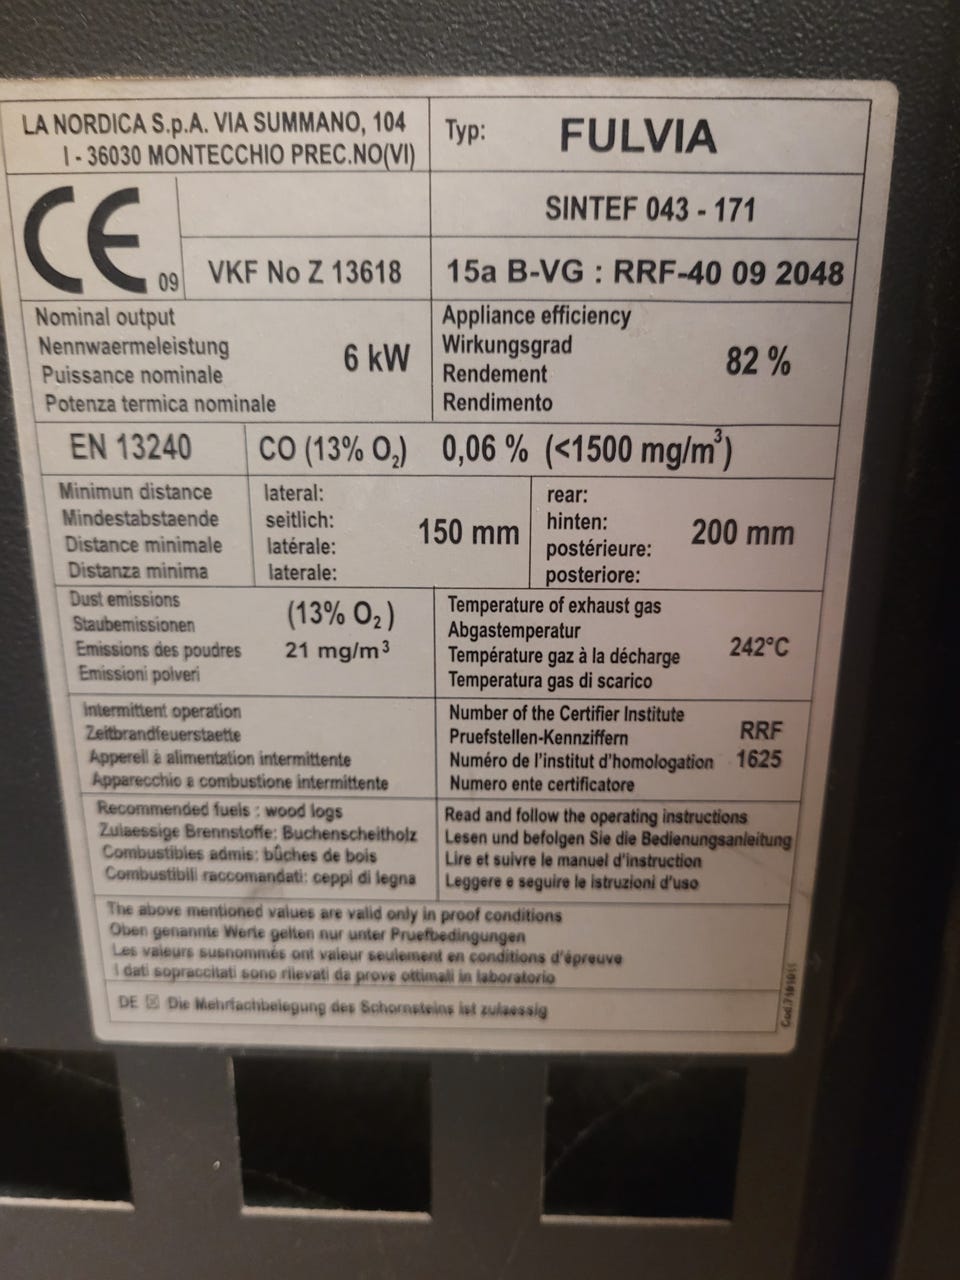 LA NORDICA S.p.A. VIA SUMMANO, 104
I - 36030 MONTECCHIO PREC.NO(VI)
Typ: FULVIA
SINTEF 043 - 171
CE 09
VKF No Z 13618
15a B-VG : RRF-40 09 2048
Nominal output
Nennwaermeleistung
Puissance nominale
Potenza termica nominale
6 kW
Appliance efficiency
Wirkungsgrad
Rendement
Rendimento
82 %
EN 13240
CO (13% O₂) 0,06 % (<1500 mg/m³)
Minimun distance
Mindestabstaende
Distance minimale
Distanza minima
lateral:
seitlich:
latérale:
laterale:
150 mm
rear:
hinten:
postérieure:
posteriore:
200 mm
Dust emissions
Staubemissionen
Emissions des poudres
Emissioni polveri
(13% O₂)
21 mg/m³
Temperature of exhaust gas
Abgastemperatur
Température gaz à la décharge
Temperatura gas di scarico
242°C
Intermittent operation
Zeitbrandfeuerstaette
Appereil à alimentation intermittente
Apparecchio a combustione intermittente
Number of the Certifier Institute
Pruefstellen-Kennziffern
Numéro de l'institut d'homologation
Numero ente certificatore
RRF
1625
Recommended fuels : wood logs
Zulaessige Brennstoffe: Buchenscheitholz
Combustibles admis: bûches de bois
Combustibili raccomandati: ceppi di legna
Read and follow the operating instructions
Lesen und befolgen Sie die Bedienungsanleitung
Lire et suivre le manuel d'instruction
Leggere e seguire le istruzioni d'uso
The above mentioned values are valid only in proof conditions
Oben genannte Werte gelten nur unter Pruefbedingungen
Les valeurs susnommés ont valeur seulement en conditions d'épreuve
I dati sopraccitati sono rilevati da prove ottimali in laboratorio
DE ☒ Die Mehrfachbelegung des Schornsteins ist zulaessig